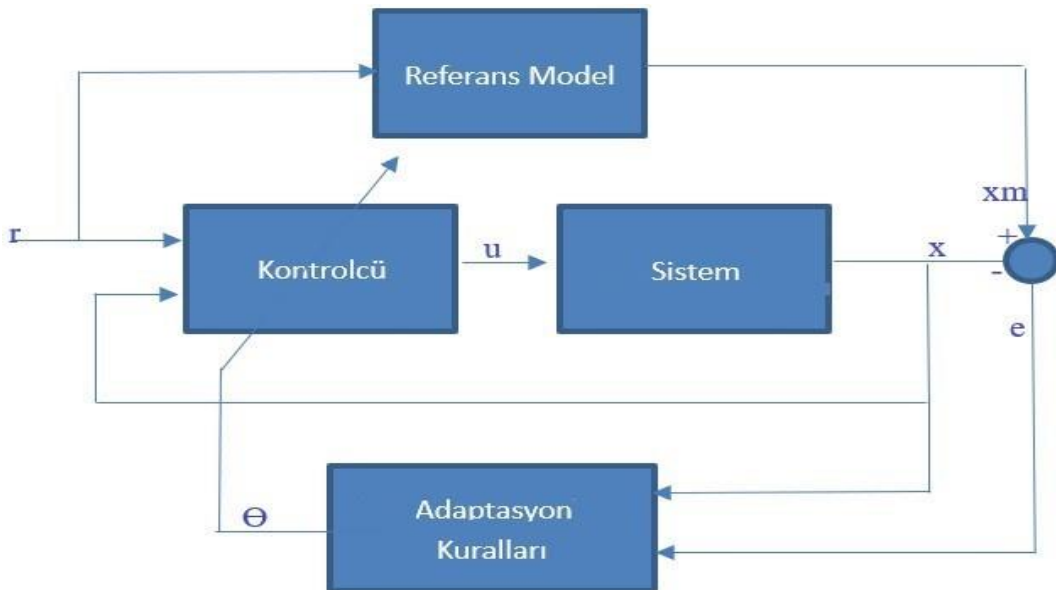 Referans Model
xm
r
+
Kontrolcü
u
Sistem
x
-
e
Ɵ
Adaptasyon
Kuralları